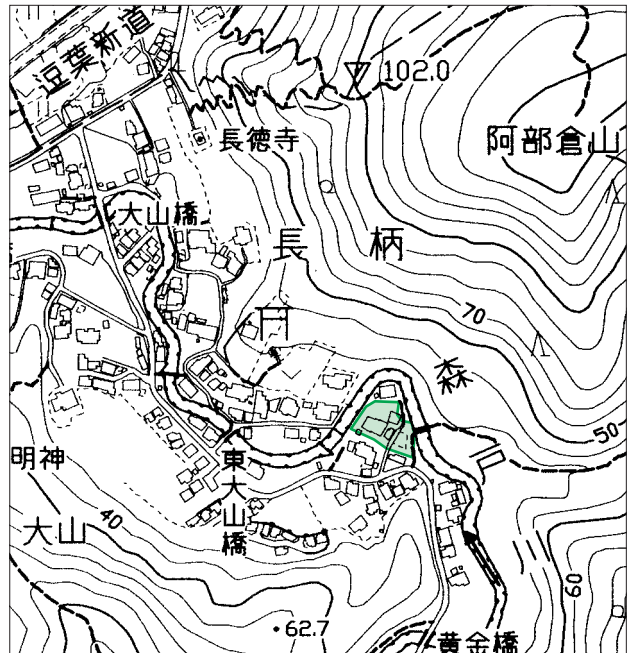 逗葉新道
102.0
長徳寺
阿部倉山
大山橋
長柄
70
森
50
明神
東大山橋
大山
40
60
62.7
黄金橋